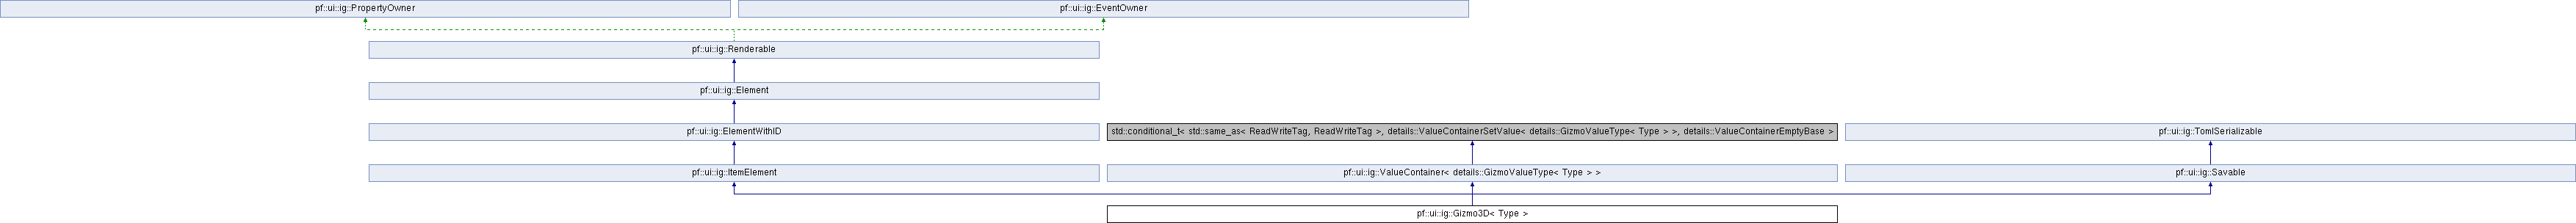 pf::ui::ig::PropertyOwner
pf::ui::ig::EventOwner
pf::ui::ig::Renderable
pf::ui::ig::Element
pf::ui::ig::ElementWithID
std::conditional_t< std::same_as< ReadWriteTag, ReadWriteTag >, details::ValueContainerSetValue< details::GizmoValueType< Type > >, details::ValueContainerEmptyBase >
pf::ui::ig::TomlSerializable
pf::ui::ig::ItemElement
pf::ui::ig::ValueContainer< details::GizmoValueType< Type > >
pf::ui::ig::Savable
pf::ui::ig::Gizmo3D< Type >